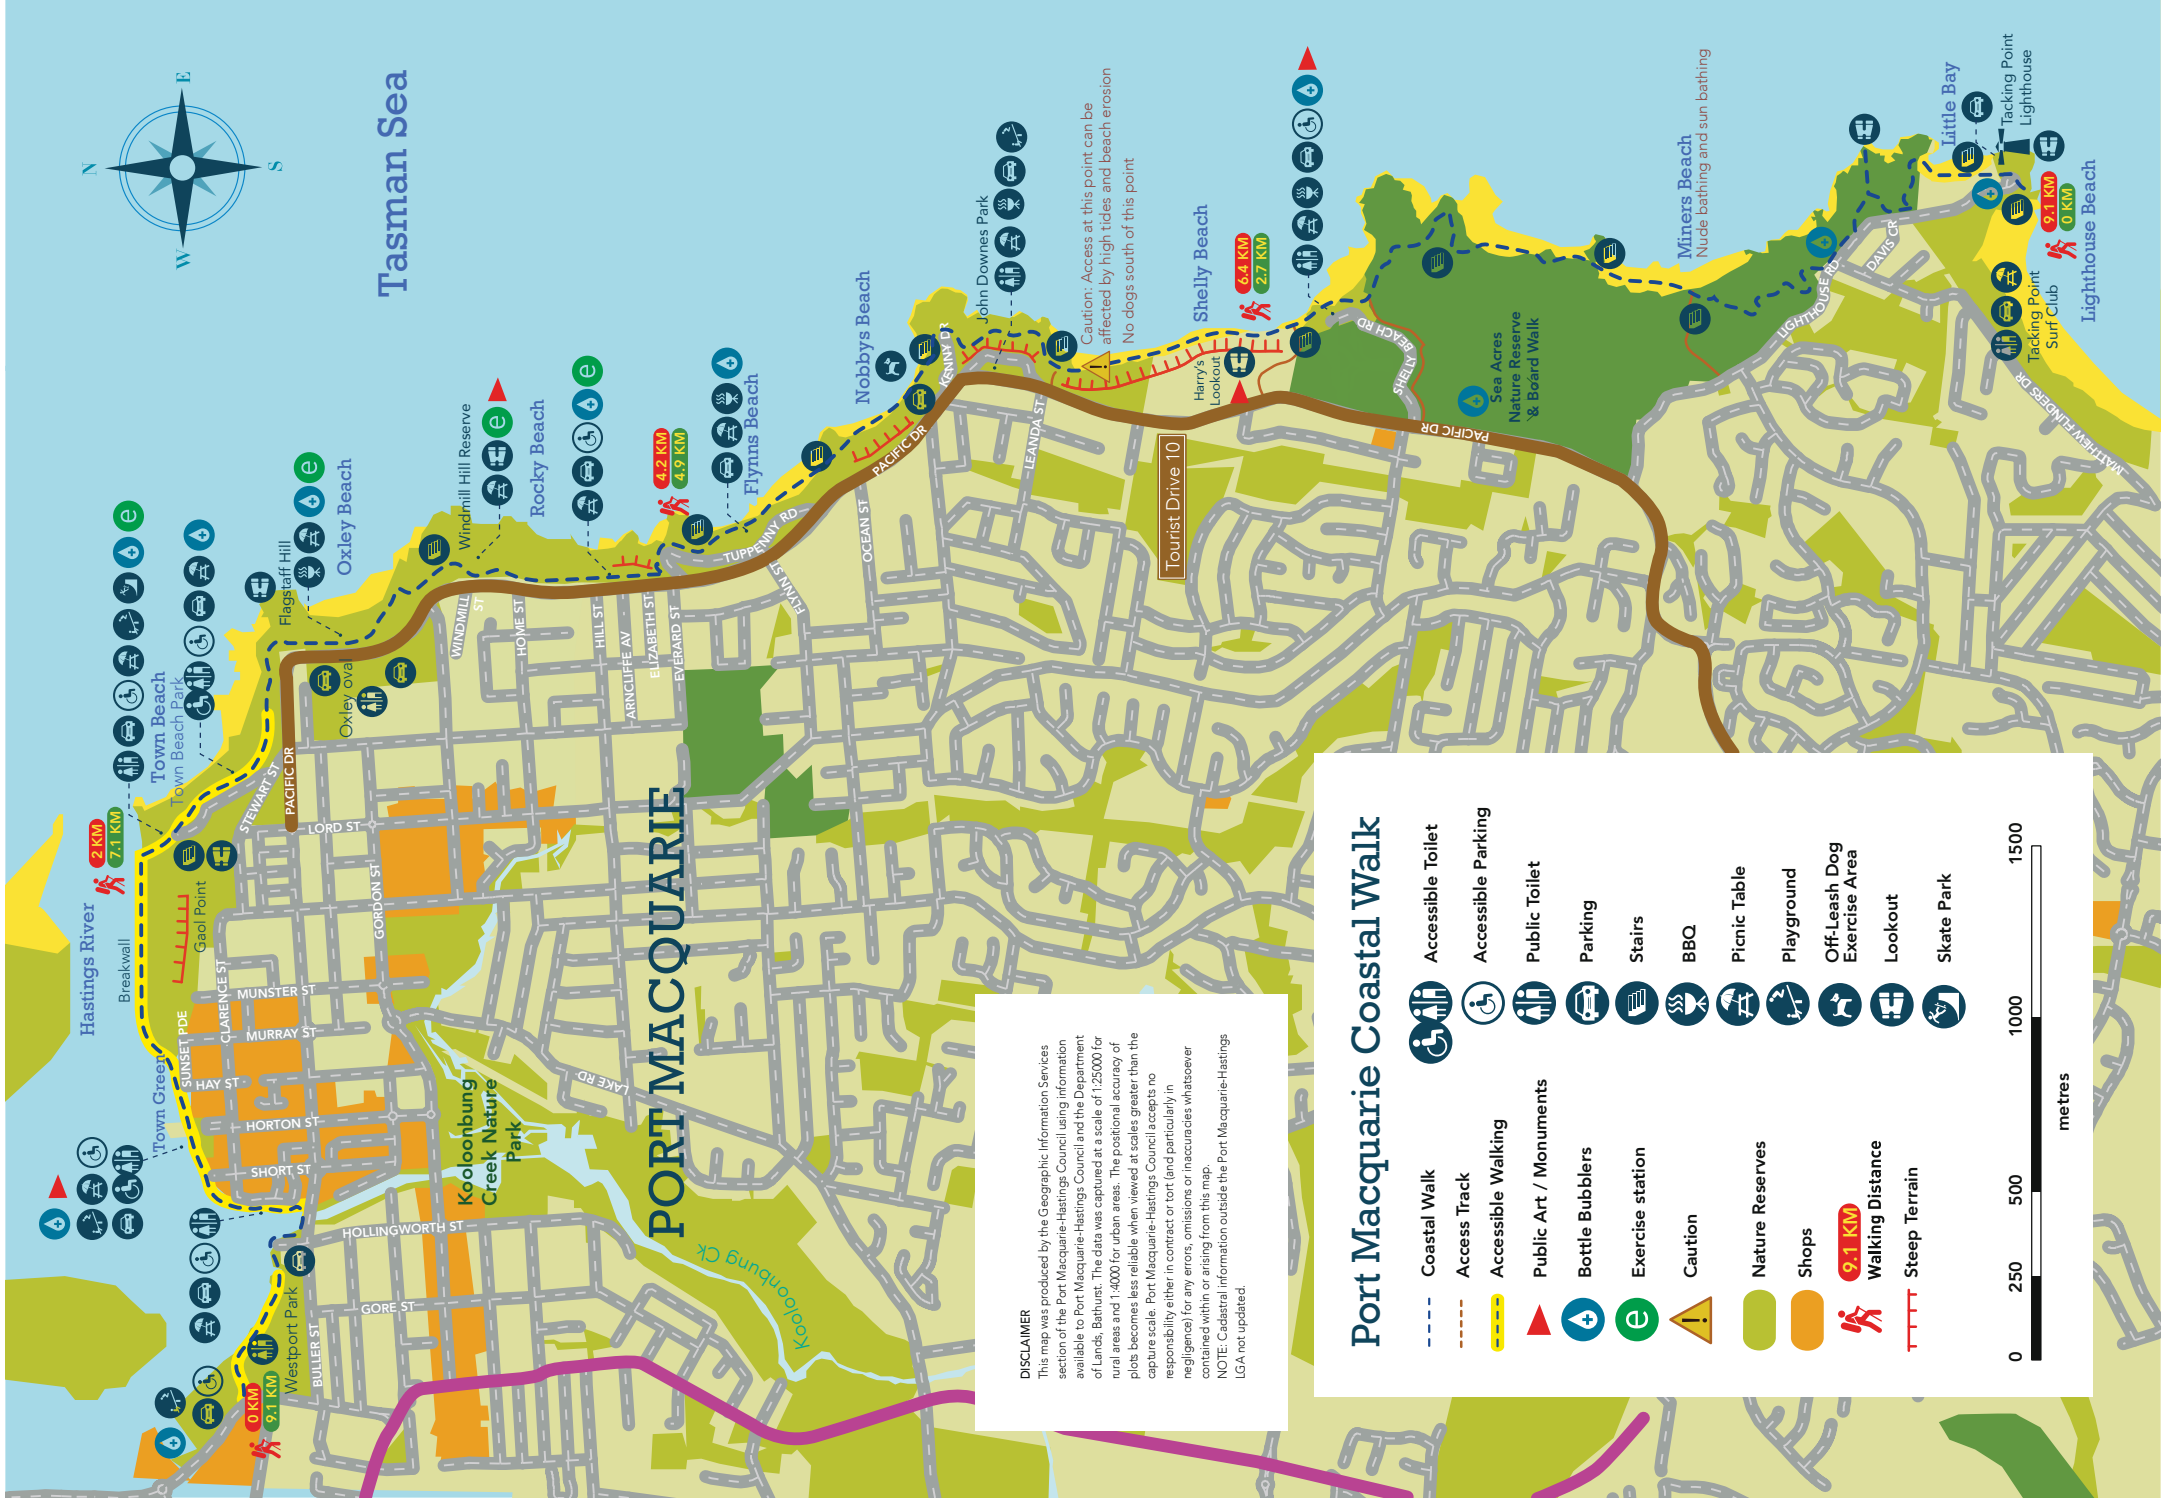 N
E
S
W
Tasman Sea
Hastings River
Breakwall
Gaol Point
2 KM
7.1 KM
Town Beach
Town Beach Park
Town Green
Flagstaff Hill
Oxley Beach
Oxley oval
Windmill Hill Reserve
Rocky Beach
4.2 KM
4.9 KM
Flynns Beach
Nobbys Beach
John Downes Park
Caution: Access at this point can be
affected by high tides and beach erosion
No dogs south of this point
Shelly Beach
6.4 KM
2.7 KM
Harry's
Lookout
Sea Acres
Nature Reserve
& Board Walk
Miners Beach
Nude bathing and sun bathing
Little Bay
Tacking Point
Lighthouse
9.1 KM
0 KM
Lighthouse Beach
Tacking Point
Surf Club
Westport Park
0 KM
9.1 KM
Kooloonbung
Creek Nature
Park
Kooloonbung Ck
PORT MACQUARIE
Tourist Drive 10
SUNSET PDE
CLARENCE ST
MUNSTER ST
MURRAY ST
HAY ST
HORTON ST
SHORT ST
HOLLINGWORTH ST
GORE ST
BULLER ST
LAKE RD
GORDON ST
LORD ST
STEWART ST
PACIFIC DR
WINDMILL
ST
HOME ST
HILL ST
ARNCLIFFE AV
ELIZABETH ST
EVERARD ST
TUPPENNY RD
FLYNN ST
OCEAN ST
PACIFIC DR
KENNY DR
LEANDA ST
SHELLY BEACH RD
PACIFIC DR
LIGHTHOUSE RD
DAVIS CR
MATTHEW FLINDERS DR
e
e
e
e
DISCLAIMER
This map was produced by the Geographic Information Services
section of the Port Macquarie-Hastings Council using information
available to Port Macquarie-Hastings Council and the Department
of Lands, Bathurst. The data was captured at a scale of 1:25000 for
rural areas and 1:4000 for urban areas. The positional accuracy of
plots becomes less reliable when viewed at scales greater than the
capture scale. Port Macquarie-Hastings Council accepts no
responsibility either in contract or tort (and particularly in
negligence) for any errors, omissions or inaccuracies whatsoever
contained within or arising from this map.
NOTE: Cadastral information outside the Port Macquarie-Hastings
LGA not updated.
Port Macquarie Coastal Walk
Coastal Walk
Access Track
Accessible Walking
Public Art / Monuments
Bottle Bubblers
e
Exercise station
Caution
Nature Reserves
Shops
9.1 KM
Walking Distance
Steep Terrain
Accessible Toilet
Accessible Parking
Public Toilet
Parking
Stairs
BBQ
Picnic Table
Playground
Off-Leash Dog
Exercise Area
Lookout
Skate Park
0
250
500
1000
1500
metres